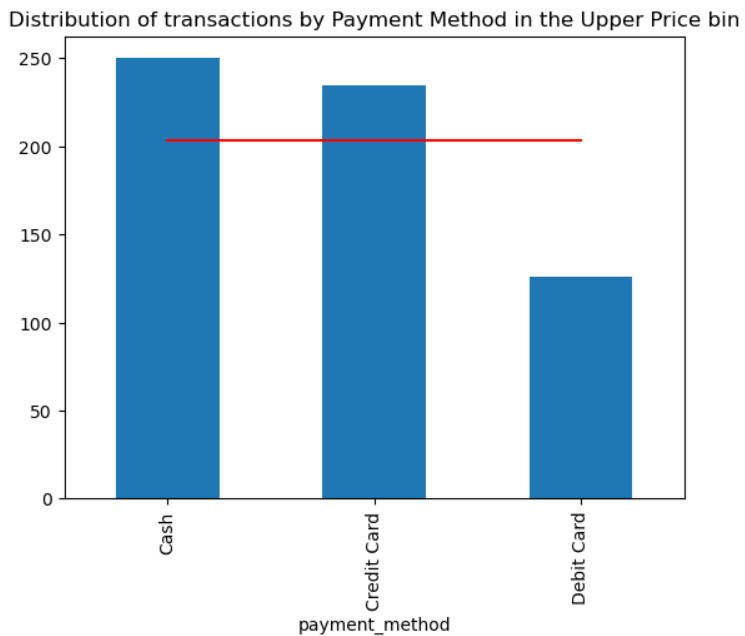 Distribution of transactions by Payment Method in the Upper Price bin
250
200
150
100
50
0
Cash
Credit Card
Debit Card
payment_method